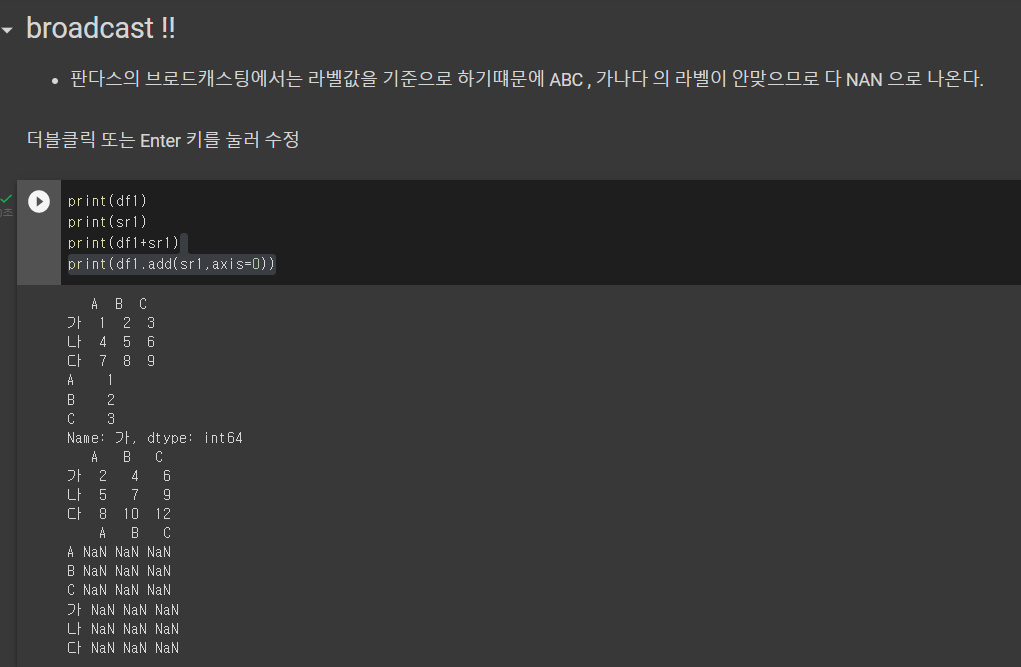 broadcast !!
판다스의 브로드캐스팅에서는 라벨값을 기준으로 하기떄문에 ABC , 가나다 의 라벨이 안맞으므로 다 NAN 으로 나온다.
더블클릭 또는 Enter 키를 눌러 수정
print(df1)
print(sr1)
print(df1+sr1)
print(df1.add(sr1,axis=0))
A B C
가 1 2 3
나 4 5 6
다 7 8 9
A 1
B 2
C 3
Name: 가, dtype: int64
A B C
가 2 4 6
나 5 7 9
다 8 10 12
A B C
A NaN NaN NaN
B NaN NaN NaN
C NaN NaN NaN
가 NaN NaN NaN
나 NaN NaN NaN
다 NaN NaN NaN